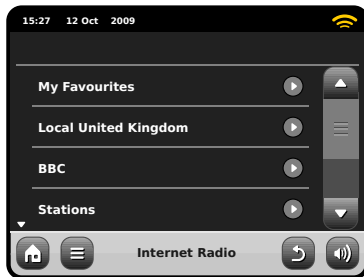 15:27 12 Oct 2009
My Favourites
Local United Kingdom
BBC
Stations
Internet Radio